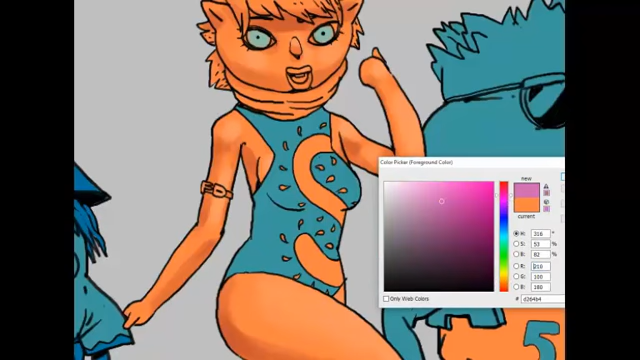 Color Picker (Foreground Color)
new
current
H: 316 °
S: 53 %
B: 82 %
R: 210
G: 100
B: 180
Only Web Colors
# d264b4
5